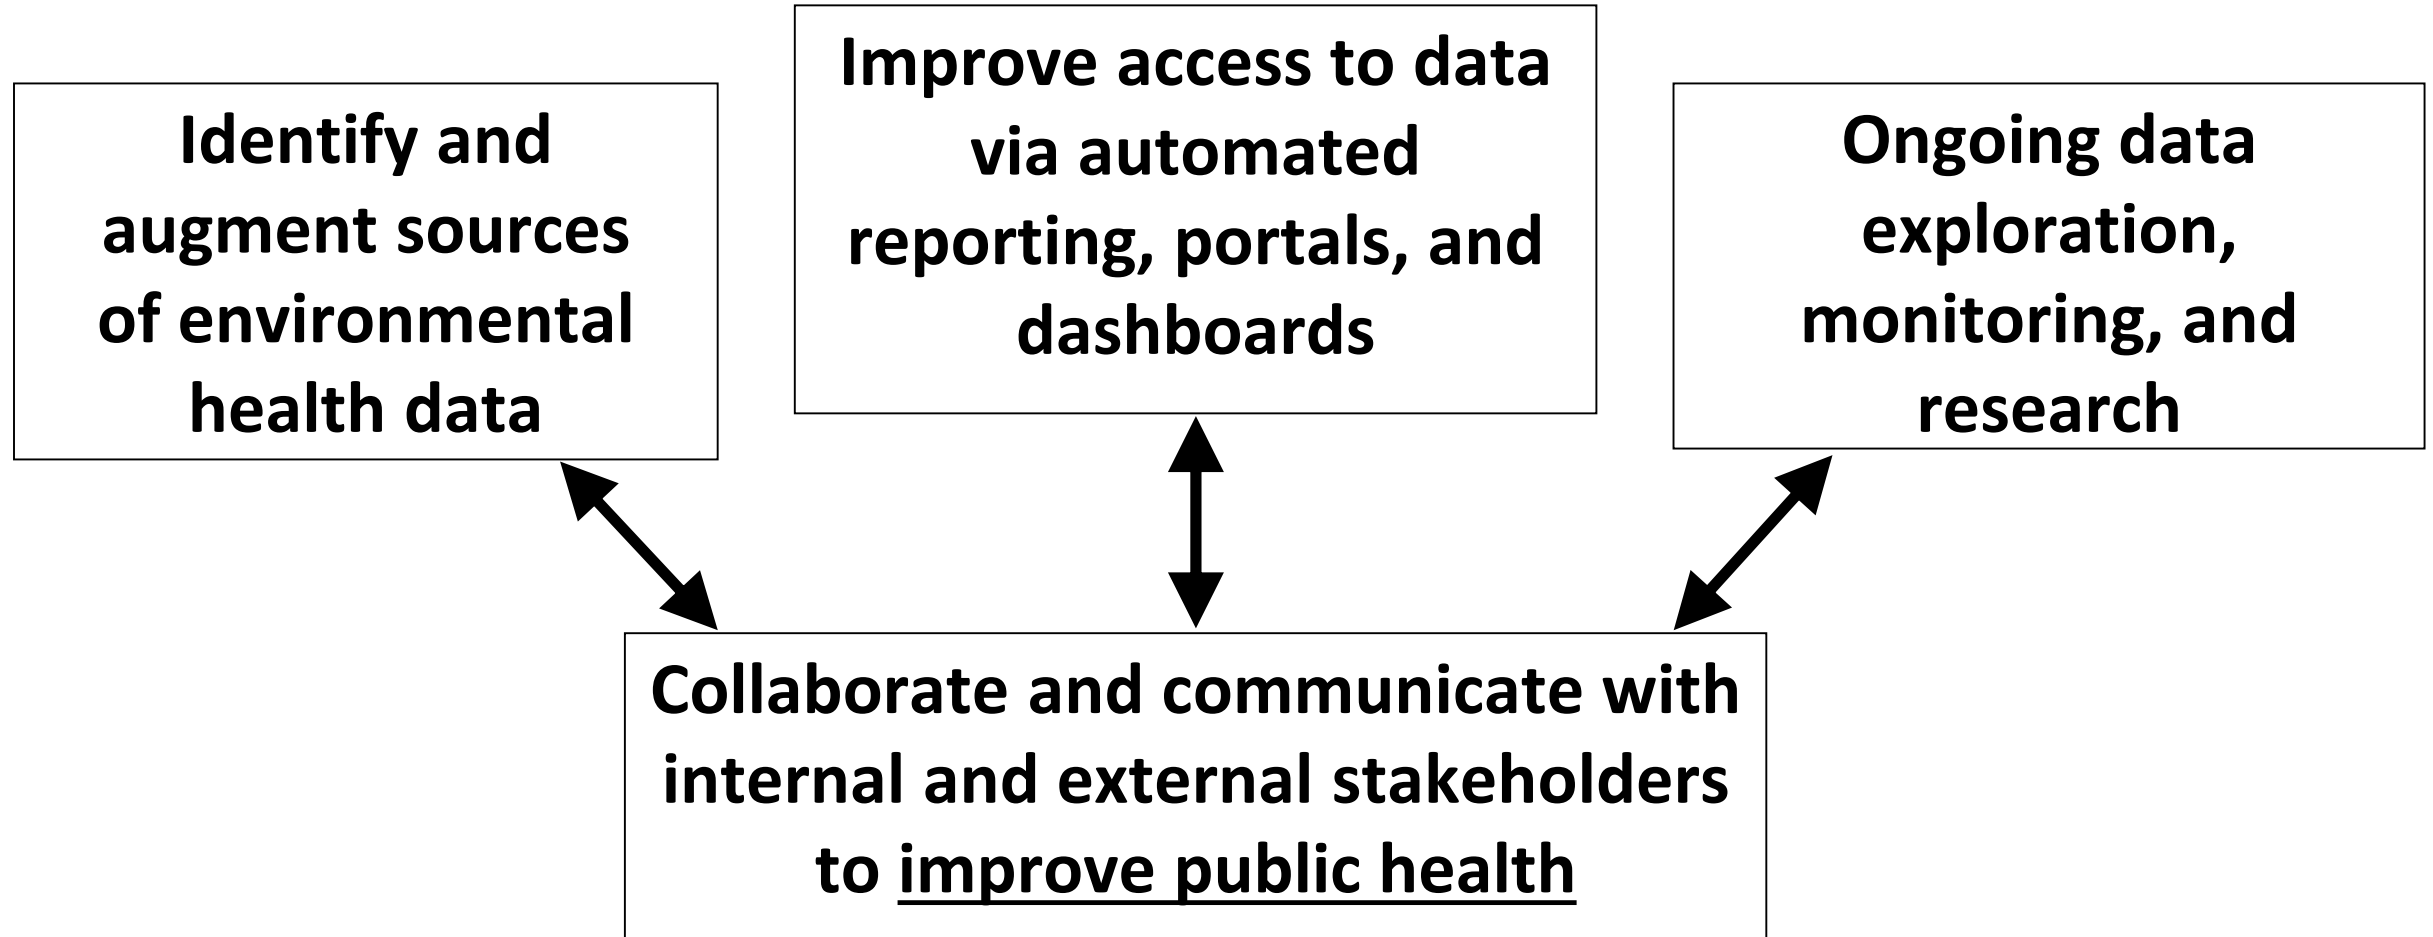 Identify and
augment sources
of environmental
health data
Improve access to data
via automated
reporting, portals, and
dashboards
Ongoing data
exploration,
monitoring, and
research
Collaborate and communicate with
internal and external stakeholders
to improve public health